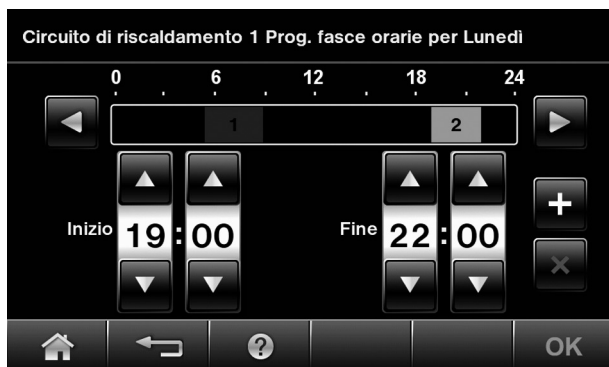 Circuito di riscaldamento 1 Prog. fasce orarie per Lunedì
0 6 12 18 24
1 2
Inizio 19:00 Fine 22:00
OK